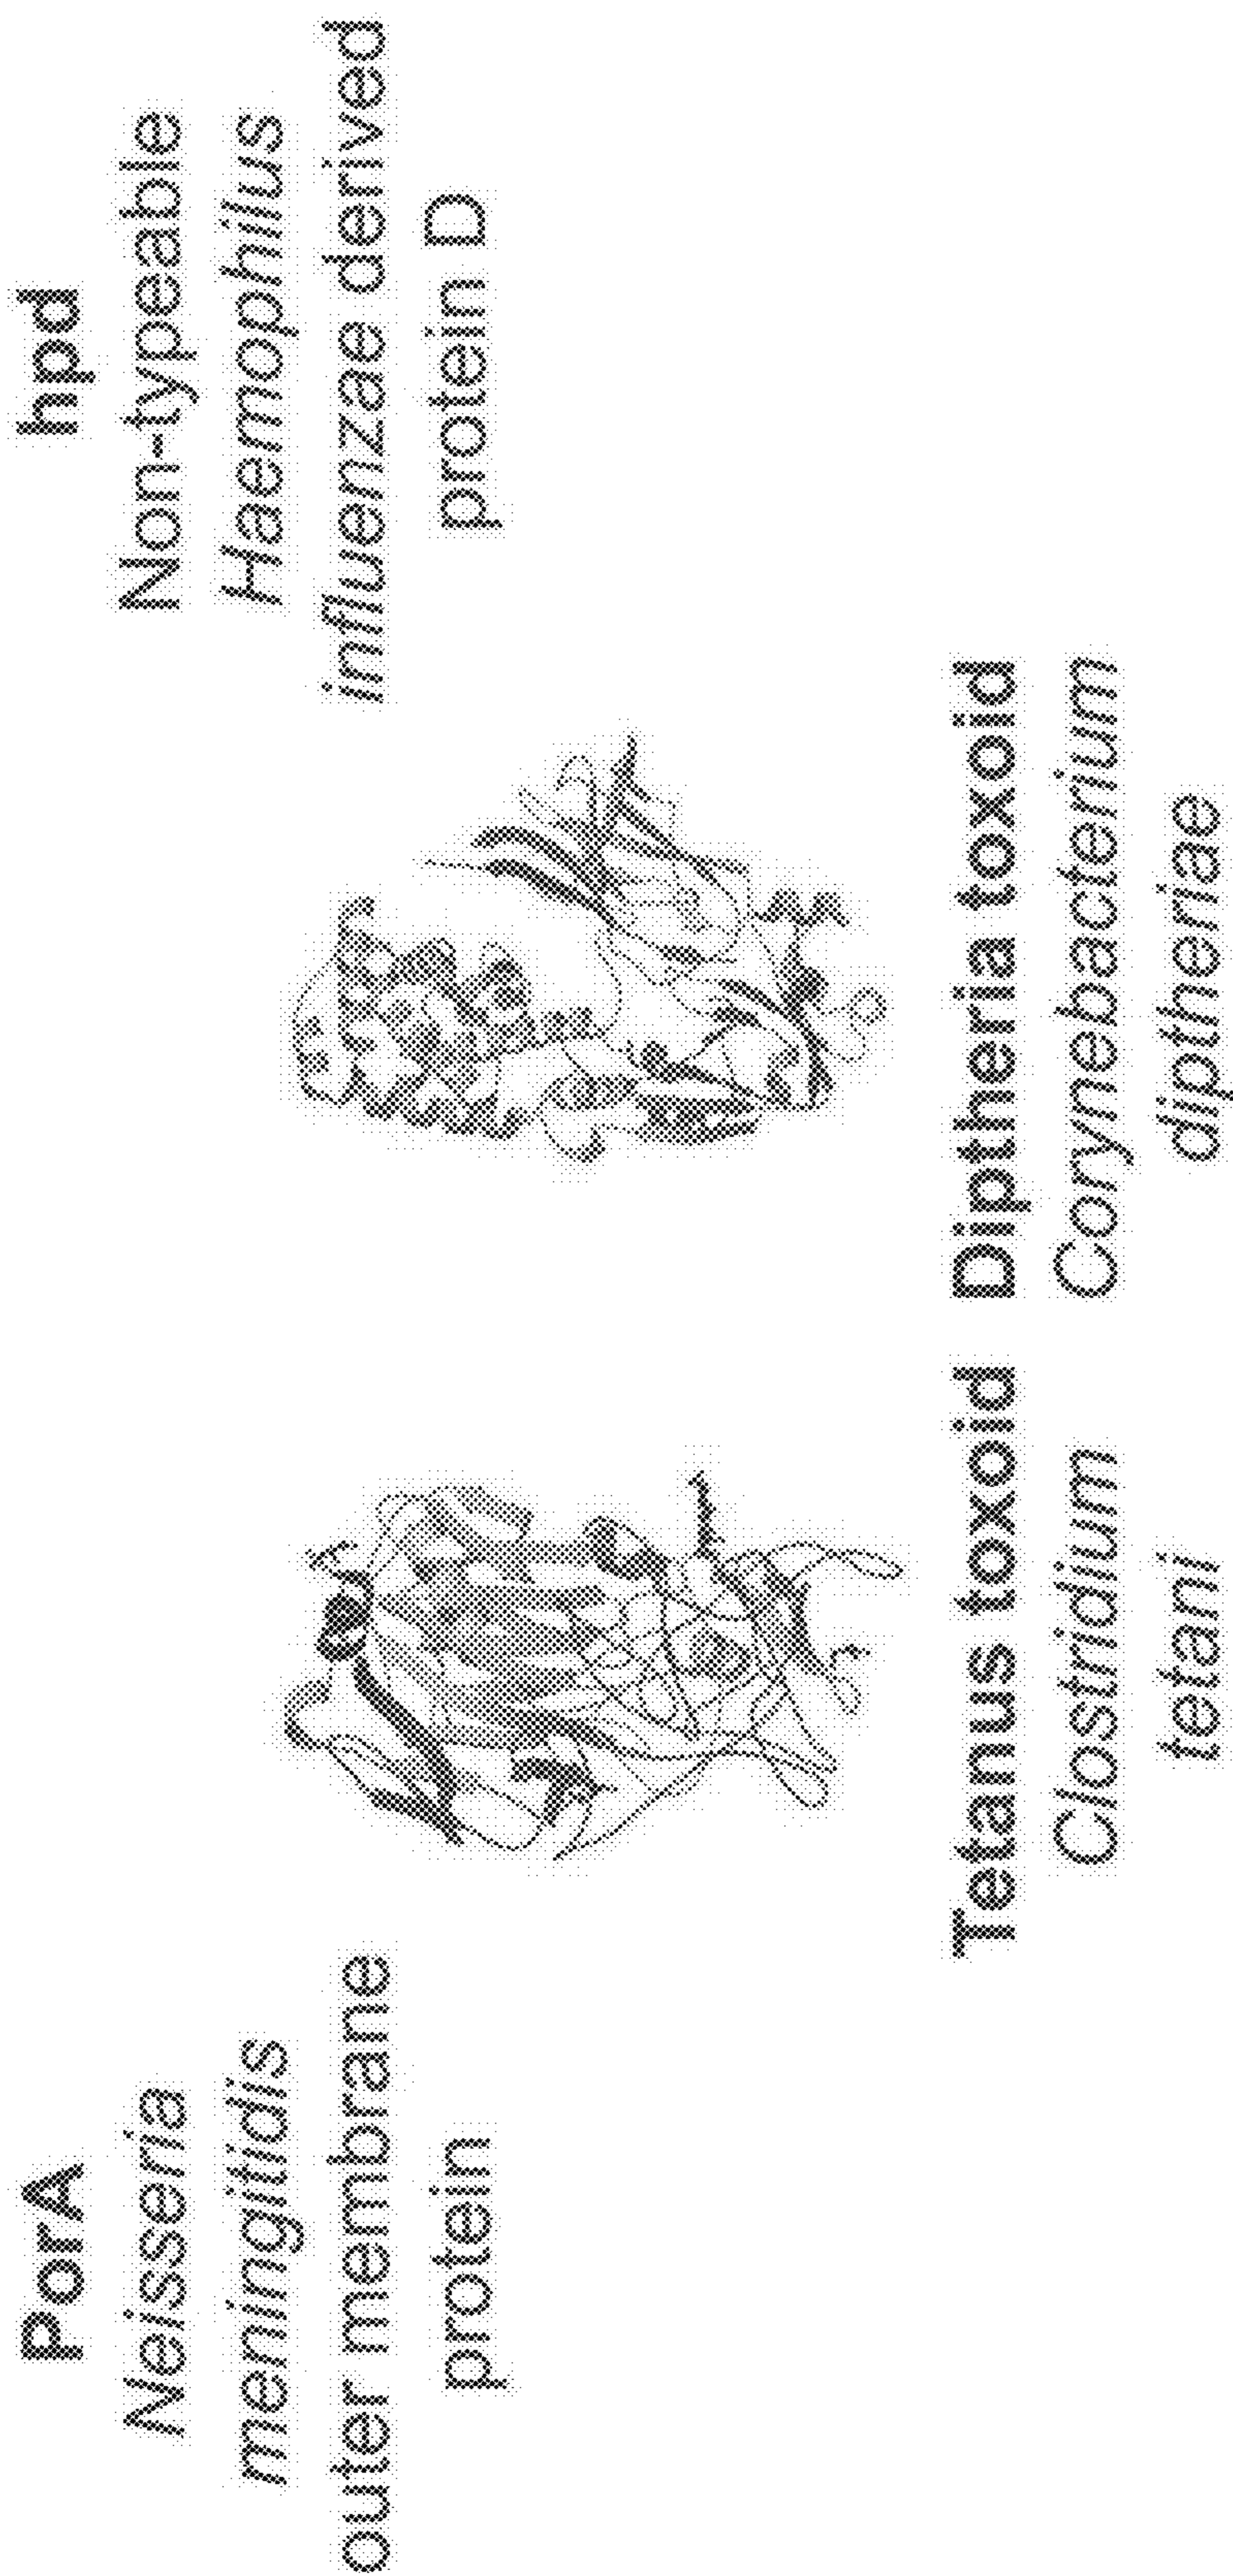 PorA
Neisseria
meningitidis
outer membrane
protein
Tetanus toxoid
Clostridium
tetani
Diptheria toxoid
Corynebacterium
diptheriae
hpd
Non-typeable
Haemophilus
influenzae derived
protein D